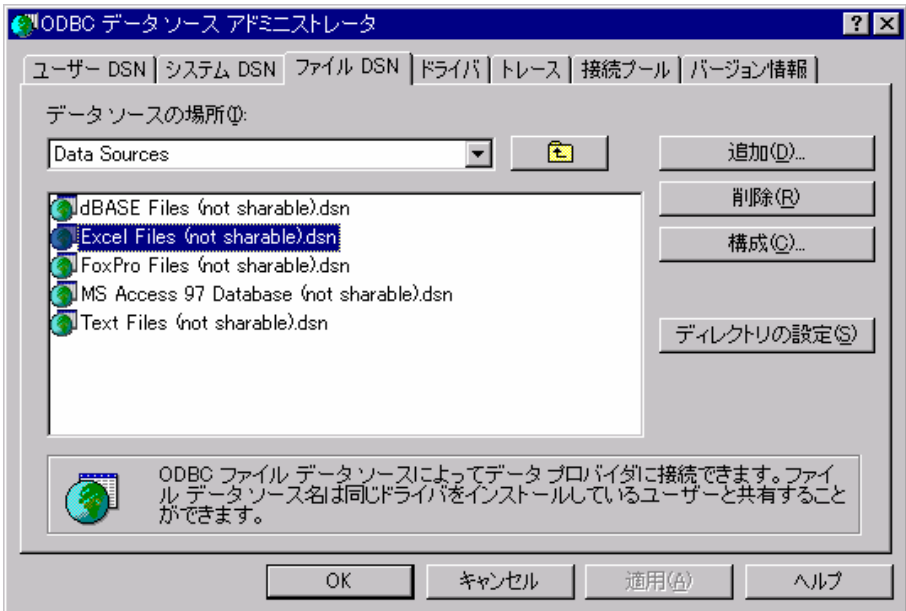 ODBC データ ソース アドミニストレータ
ユーザー DSN システム DSN ファイル DSN ドライバ トレース 接続プール バージョン情報
データ ソースの場所(I):
Data Sources
追加(D)...
dBASE Files (not sharable).dsn
削除(R)
Excel Files (not sharable).dsn
構成(C)...
FoxPro Files (not sharable).dsn
MS Access 97 Database (not sharable).dsn
Text Files (not sharable).dsn
ディレクトリの設定(S)
ODBC ファイル データ ソースによってデータ プロバイダに接続できます。ファイ
ル データ ソース名は同じドライバをインストールしているユーザーと共有すること
ができます。
OK キャンセル 適用(A) ヘルプ